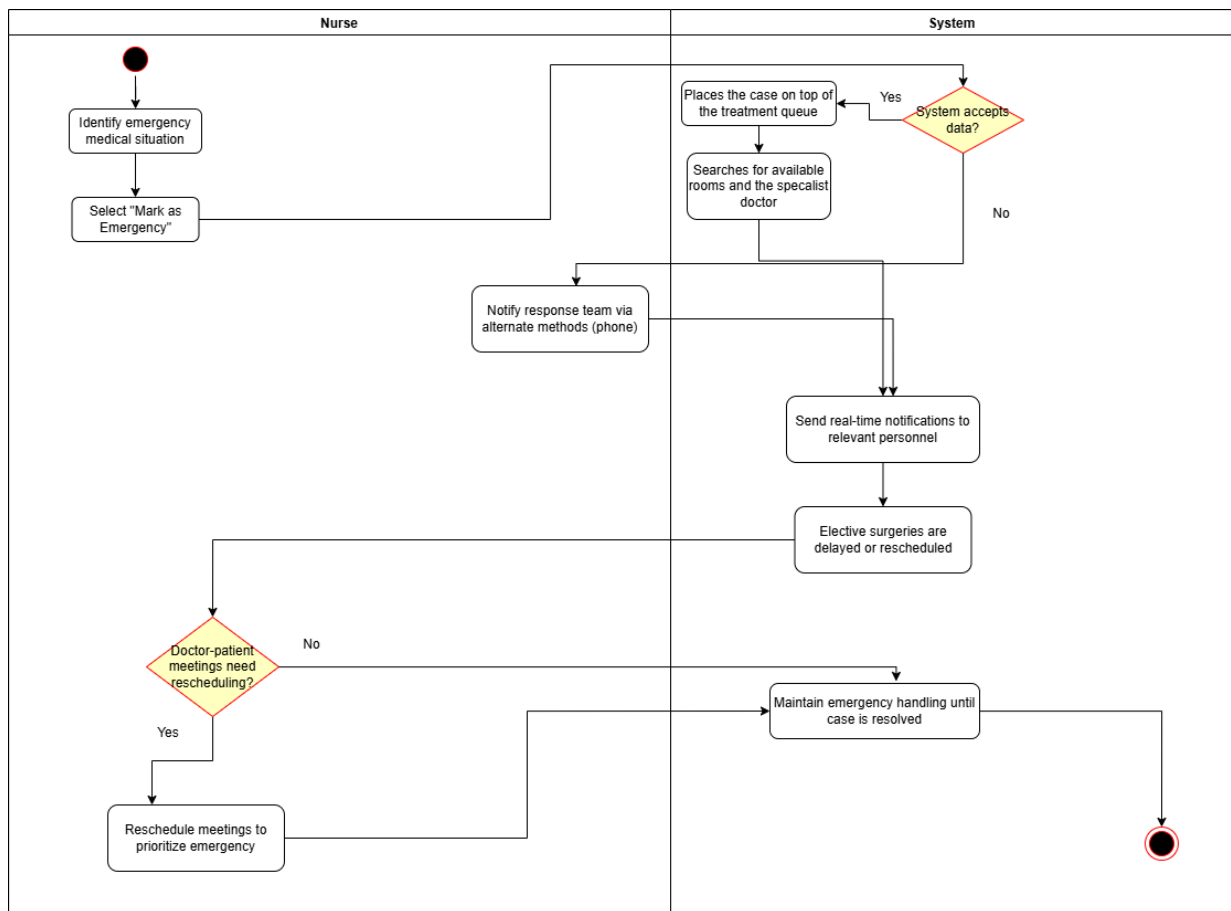 Nurse
System
Identify emergency
medical situation
Select "Mark as
Emergency"
System accepts
data?
Yes
Places the case on top of
the treatment queue
Searches for available
rooms and the specalist
doctor
No
Notify response team via
alternate methods (phone)
Send real-time notifications to
relevant personnel
Elective surgeries are
delayed or rescheduled
Doctor-patient
meetings need
rescheduling?
No
Yes
Maintain emergency handling until
case is resolved
Reschedule meetings to
prioritize emergency